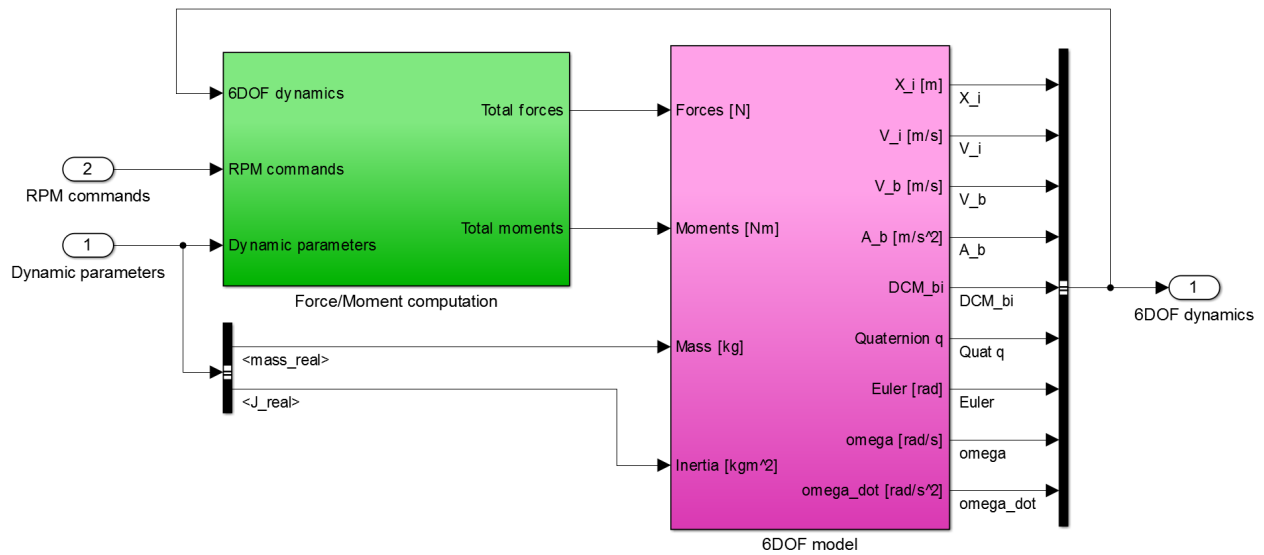 6DOF dynamics
Total forces
2
RPM commands
RPM commands
1
Dynamic parameters
Dynamic parameters
Total moments
Force/Moment computation
<mass_real>
<J_real>
Forces [N]
Moments [Nm]
Mass [kg]
Inertia [kgm^2]
X_i [m]
V_i [m/s]
V_b [m/s]
A_b [m/s^2]
DCM_bi
Quaternion q
Euler [rad]
omega [rad/s]
omega_dot [rad/s^2]
6DOF model
X_i
V_i
V_b
A_b
DCM_bi
Quat q
Euler
omega
omega_dot
1
6DOF dynamics